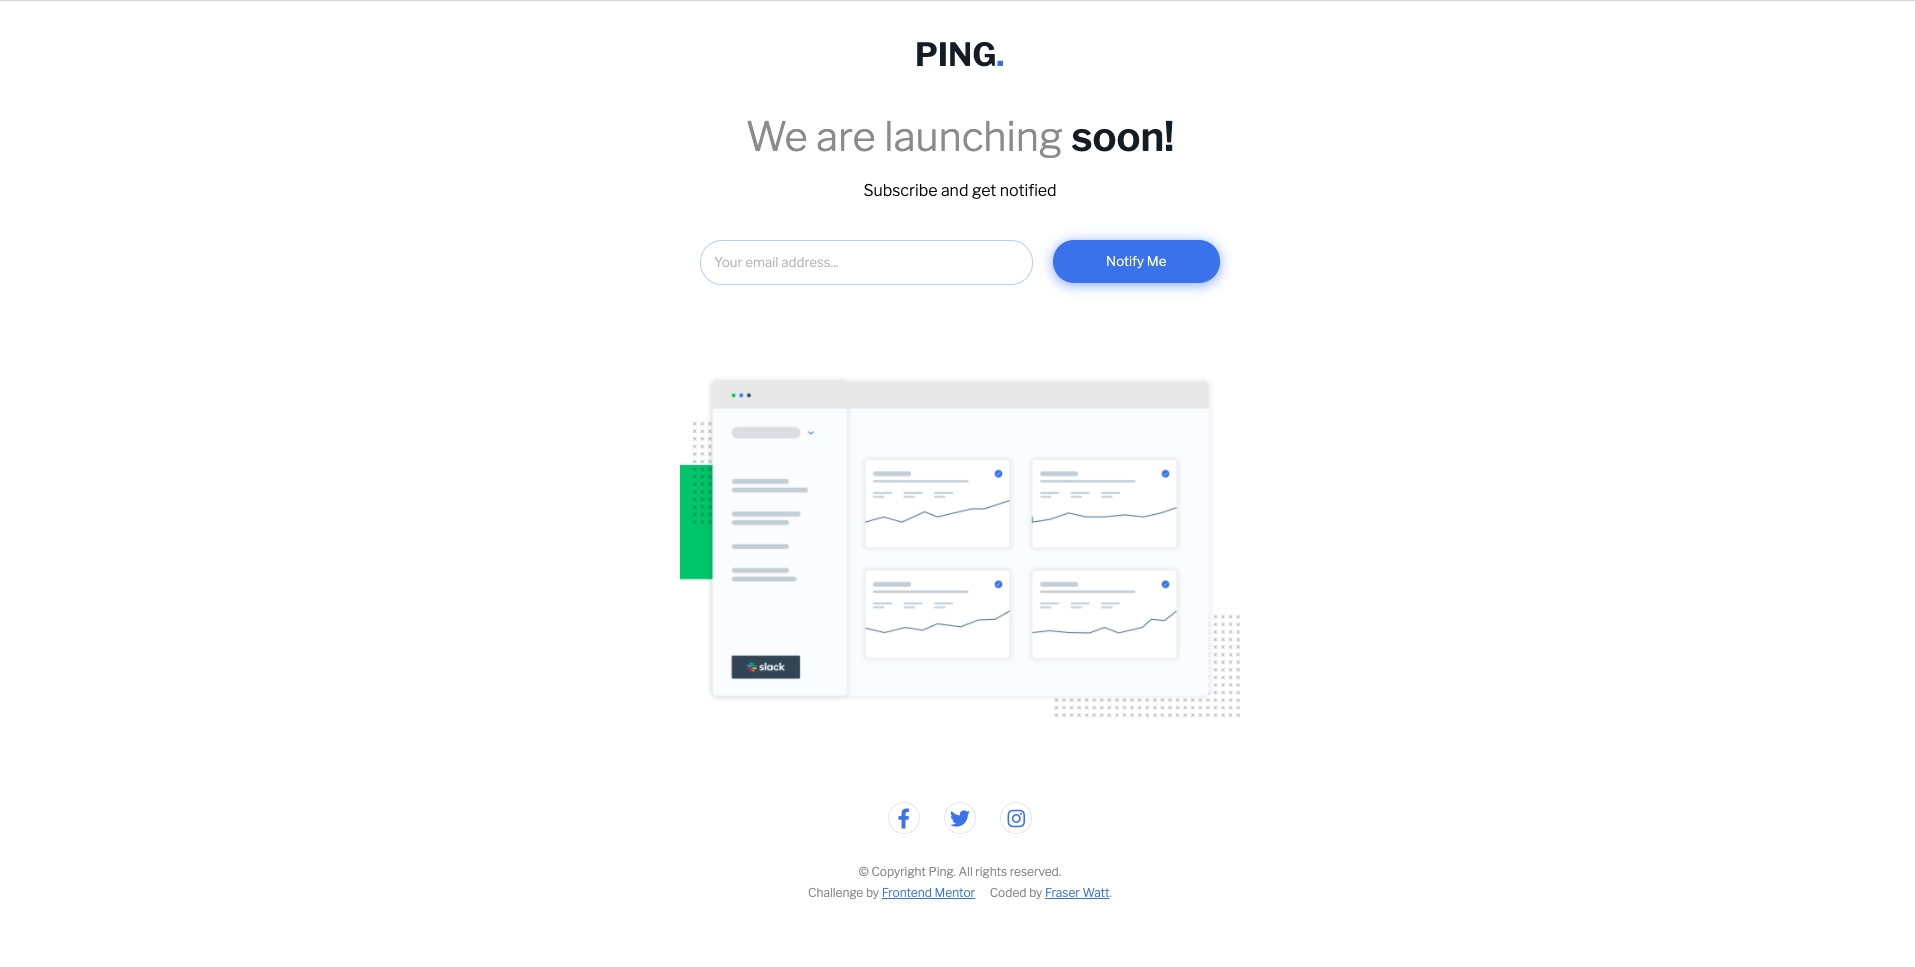 PING.
We are launching soon!
Subscribe and get notified
Your email address...
Notify Me
slack
© Copyright Ping. All rights reserved.
Challenge by Frontend Mentor Coded by Fraser Watt.